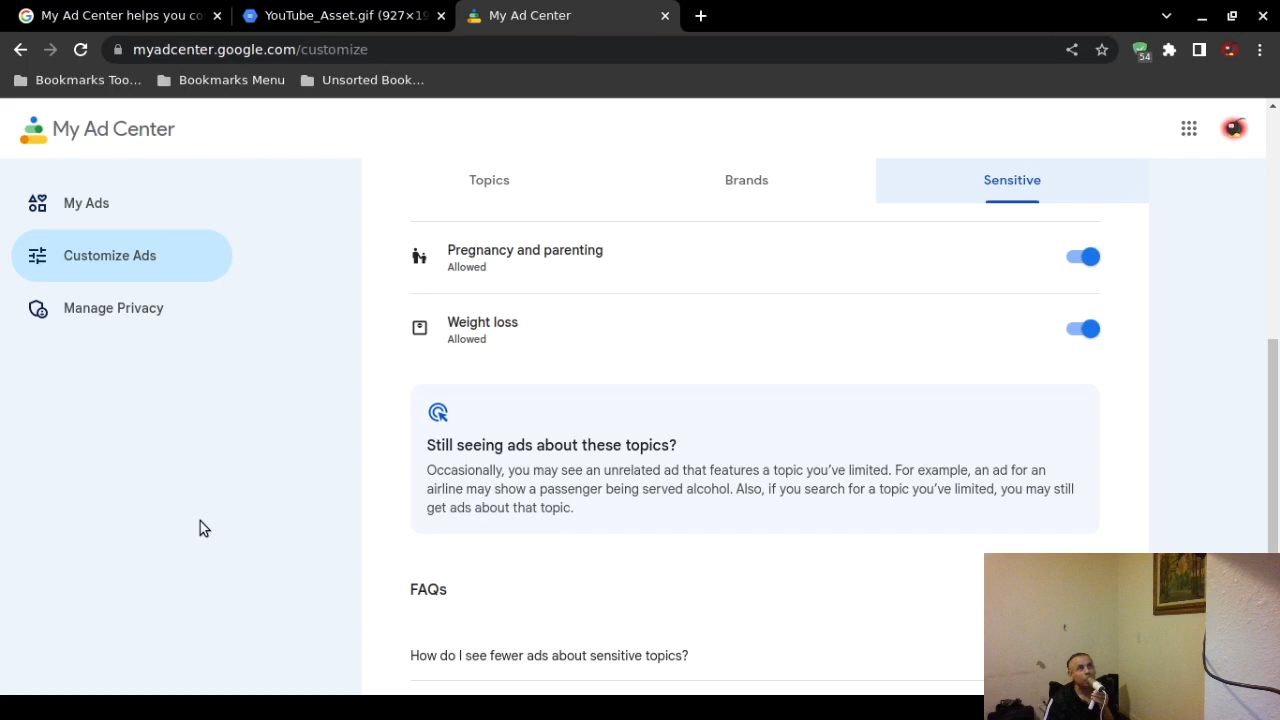 My Ad Center helps you co
YouTube_Asset.gif (927×19
My Ad Center
myadcenter.google.com/customize
54
Bookmarks Too...
Bookmarks Menu
Unsorted Book...
My Ad Center
My Ads
Customize Ads
Manage Privacy
Topics
Brands
Sensitive
Pregnancy and parenting
Allowed
Weight loss
Allowed
Still seeing ads about these topics?
Occasionally, you may see an unrelated ad that features a topic you've limited. For example, an ad for an
airline may show a passenger being served alcohol. Also, if you search for a topic you've limited, you may still
get ads about that topic.
FAQs
How do I see fewer ads about sensitive topics?